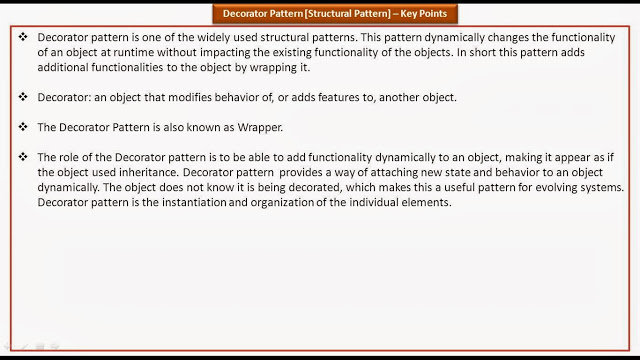 Decorator Pattern [Structural Pattern] – Key Points
❖ Decorator pattern is one of the widely used structural patterns. This pattern dynamically changes the functionality
of an object at runtime without impacting the existing functionality of the objects. In short this pattern adds
additional functionalities to the object by wrapping it.
❖ Decorator: an object that modifies behavior of, or adds features to, another object.
❖ The Decorator Pattern is also known as Wrapper.
❖ The role of the Decorator pattern is to be able to add functionality dynamically to an object, making it appear as if
the object used inheritance. Decorator pattern provides a way of attaching new state and behavior to an object
dynamically. The object does not know it is being decorated, which makes this a useful pattern for evolving systems.
Decorator pattern is the instantiation and organization of the individual elements.